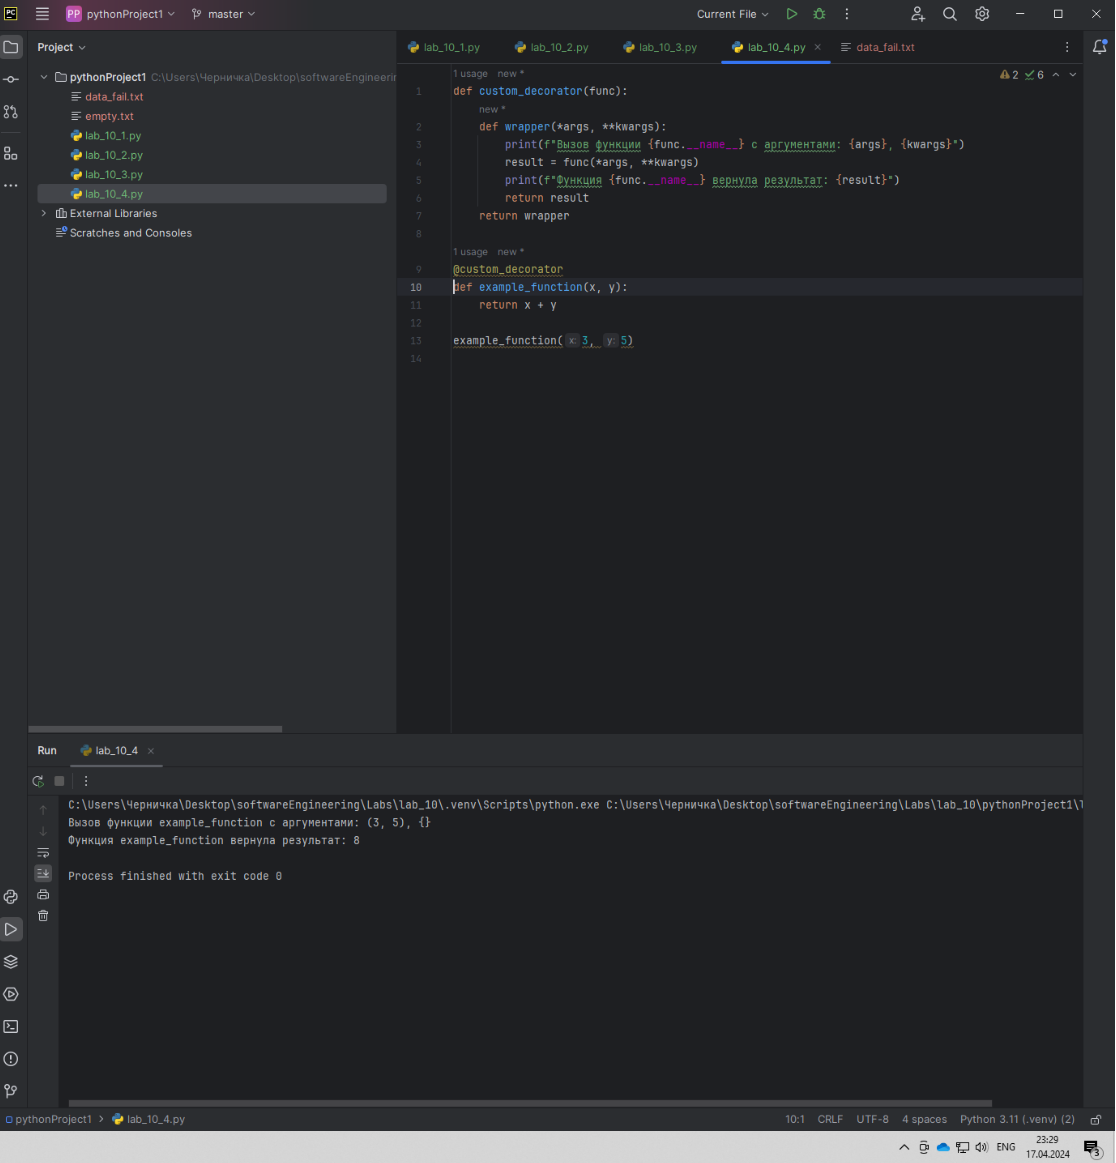 PC PP pythonProject1 master Current File
Project
lab_10_1.py lab_10_2.py lab_10_3.py lab_10_4.py data_fail.txt
pythonProject1 C:\Users\Черничка\Desktop\softwareEngineerin
data_fail.txt
empty.txt
lab_10_1.py
lab_10_2.py
lab_10_3.py
lab_10_4.py
External Libraries
Scratches and Consoles
2 6
1 usage new *
1 def custom_decorator(func):
new *
2 def wrapper(*args, **kwargs):
3 print(f"Вызов функции {func.__name__} с аргументами: {args}, {kwargs}")
4 result = func(*args, **kwargs)
5 print(f"Функция {func.__name__} вернула результат: {result}")
6 return result
7 return wrapper
8
1 usage new *
9 @custom_decorator
10 def example_function(x, y):
11 return x + y
12
13 example_function( x: 3, y: 5)
14
Run lab_10_4
C:\Users\Черничка\Desktop\softwareEngineering\Labs\lab_10\.venv\Scripts\python.exe C:\Users\Черничка\Desktop\softwareEngineering\Labs\lab_10\pythonProject1\
Вызов функции example_function с аргументами: (3, 5), {}
Функция example_function вернула результат: 8
Process finished with exit code 0
pythonProject1 lab_10_4.py 10:1 CRLF UTF-8 4 spaces Python 3.11 (.venv) (2)
ENG 23:29
17.04.2024 3